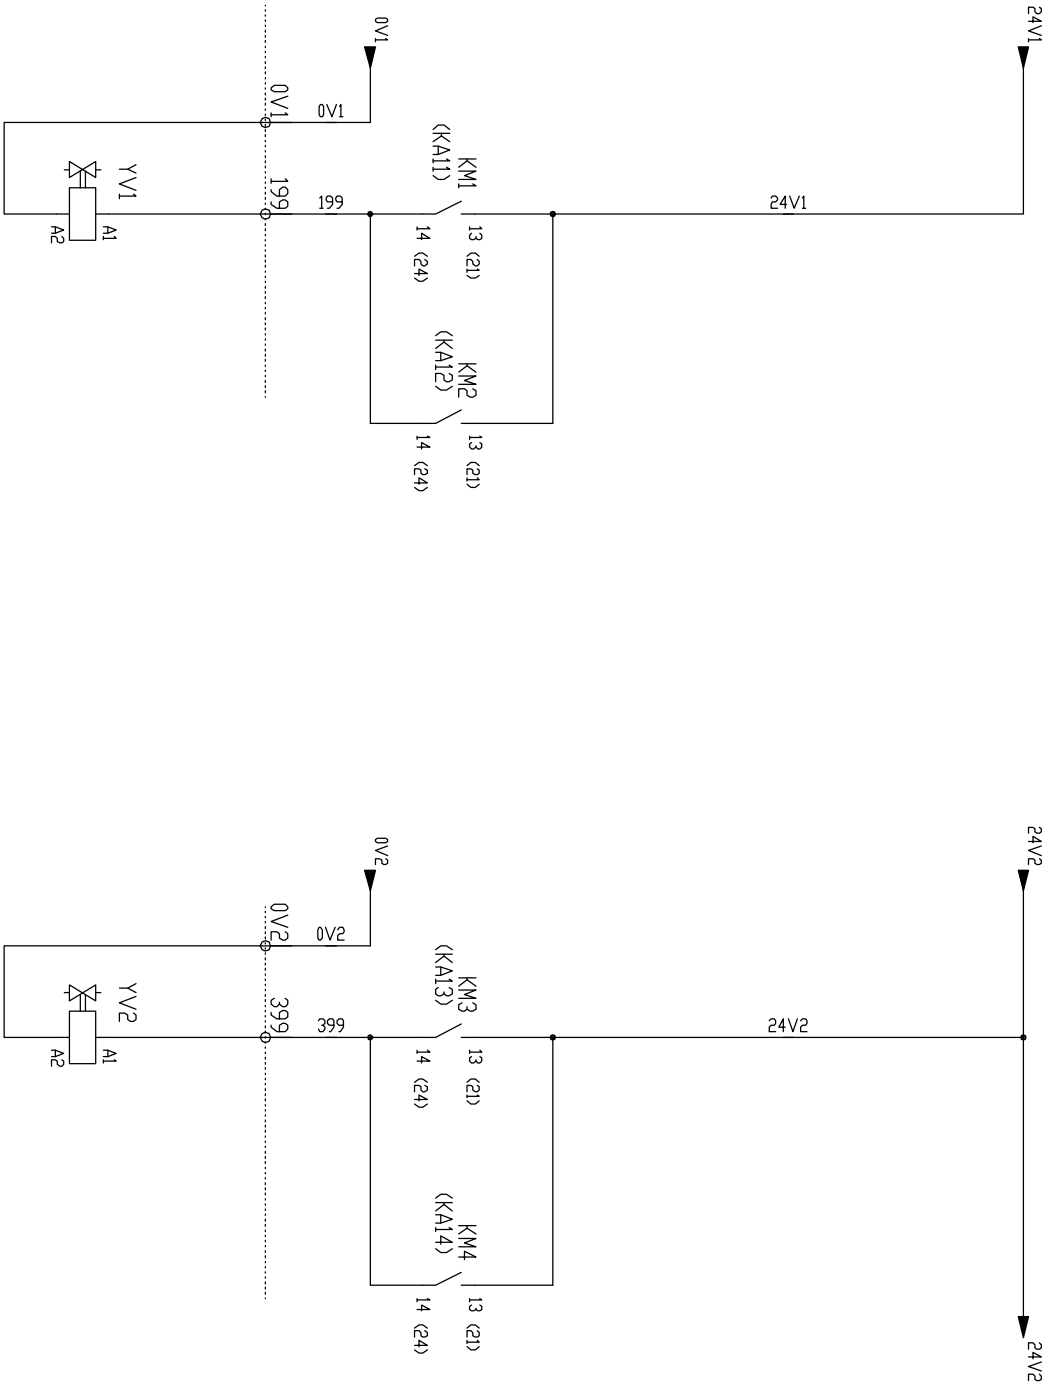 24V1
0V1
0V1
0V1
KM1
(KA11)
YV1
199
199
24V1
A2
A1
14 (24)
13 (21)
KM2
(KA12)
14 (24)
13 (21)
24V2
0V2
0V2
0V2
KM3
(KA13)
YV2
399
399
24V2
A2
A1
14 (24)
13 (21)
KM4
(KA14)
14 (24)
13 (21)
24V2